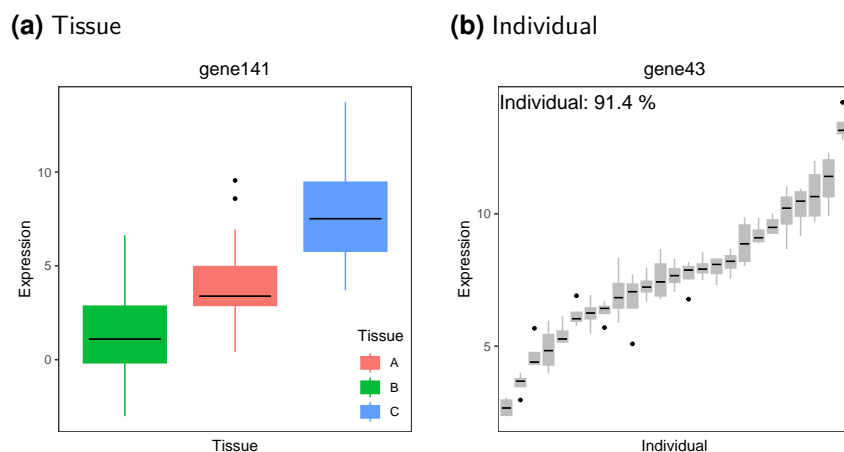 (a) Tissue
gene141
Expression
10
5
0
Tissue
A
B
C
Tissue
(b) Individual
gene43
Individual: 91.4 %
Expression
10
5
Individual